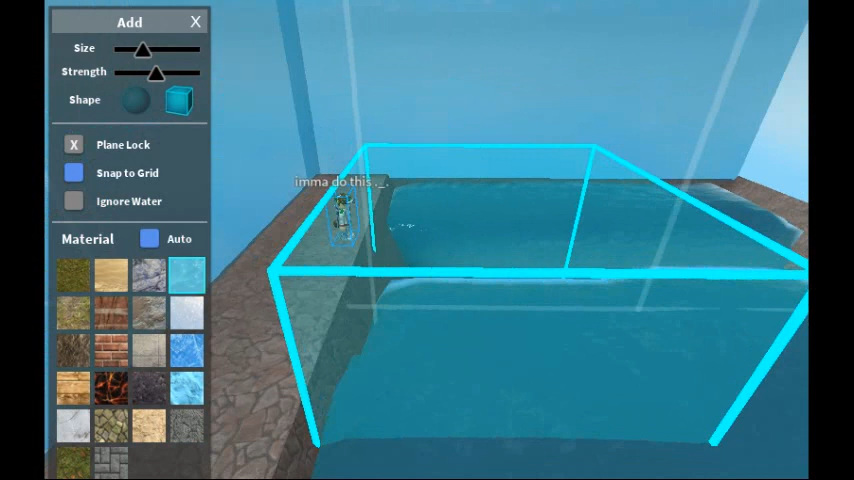 Add X
Size
Strength
Shape
X Plane Lock
Snap to Grid
Ignore Water
Material Auto
imma do this ._.